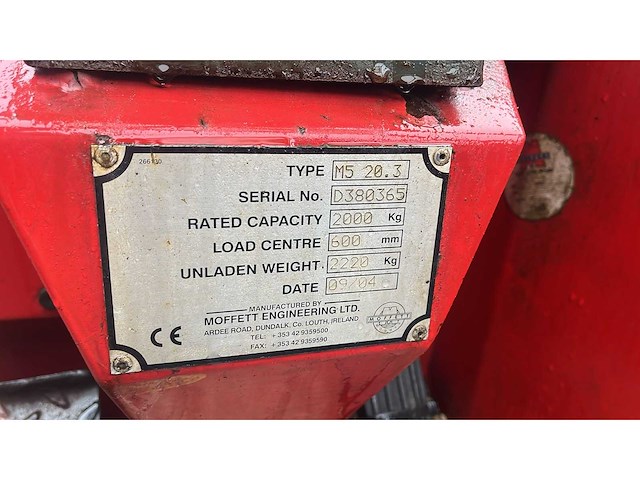 266130
TYPE M5 20.3
SERIAL No. D380365
RATED CAPACITY 2000 Kg
LOAD CENTRE 600 mm
UNLADEN WEIGHT. 2220 Kg
DATE 09/04
MANUFACTURED BY
MOFFETT ENGINEERING LTD.
ARDEE ROAD, DUNDALK, Co. LOUTH, IRELAND
TEL: +353 42 9359500
FAX: +353 42 9359590
CE
MOFFETT